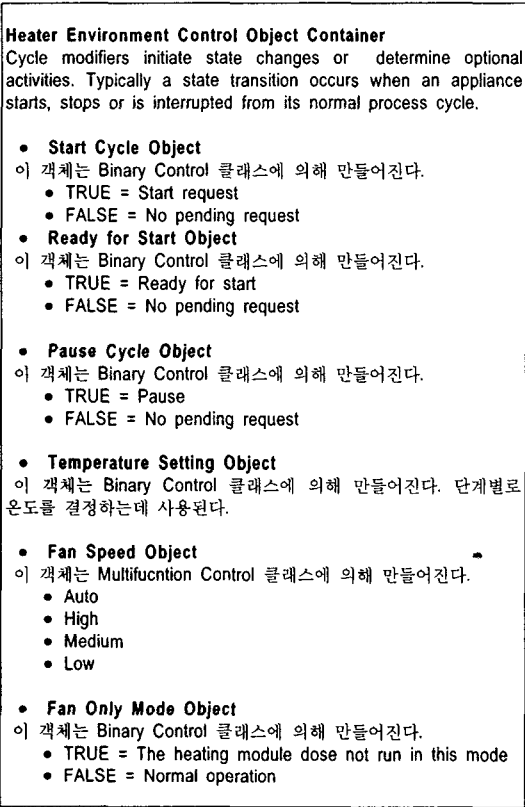 Heater Environment Control Object Container
Cycle modifiers initiate state changes or determine optional
activities. Typically a state transition occurs when an appliance
starts, stops or is interrupted from its normal process cycle.
• Start Cycle Object
이 객체는 Binary Control 클래스에 의해 만들어진다.
• TRUE = Start request
• FALSE = No pending request
• Ready for Start Object
이 객체는 Binary Control 클래스에 의해 만들어진다.
• TRUE = Ready for start
• FALSE = No pending request
• Pause Cycle Object
이 객체는 Binary Control 클래스에 의해 만들어진다.
• TRUE = Pause
• FALSE = No pending request
• Temperature Setting Object
이 객체는 Binary Control 클래스에 의해 만들어진다. 단계별로
온도를 결정하는데 사용된다.
• Fan Speed Object
이 객체는 Multifucntion Control 클래스에 의해 만들어진다.
• Auto
• High
• Medium
• Low
• Fan Only Mode Object
이 객체는 Binary Control 클래스에 의해 만들어진다.
• TRUE = The heating module dose not run in this mode
• FALSE = Normal operation